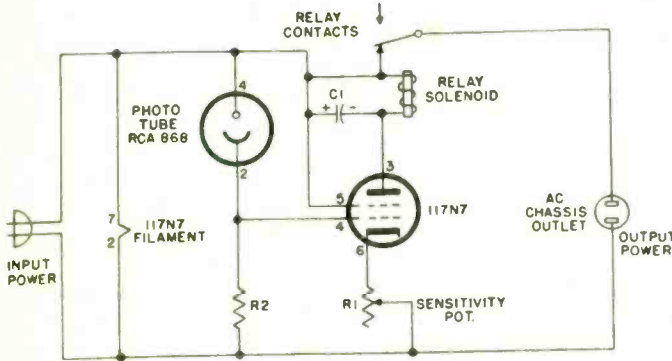 RELAY
CONTACTS
RELAY
SOLENOID
C1
+ -
4
PHOTO
TUBE
RCA 868
2
3
5
4
6
117N7
7
2
117N7
FILAMENT
INPUT
POWER
R2
R1
SENSITIVITY
POT.
AC
CHASSIS
OUTLET
OUTPUT
POWER